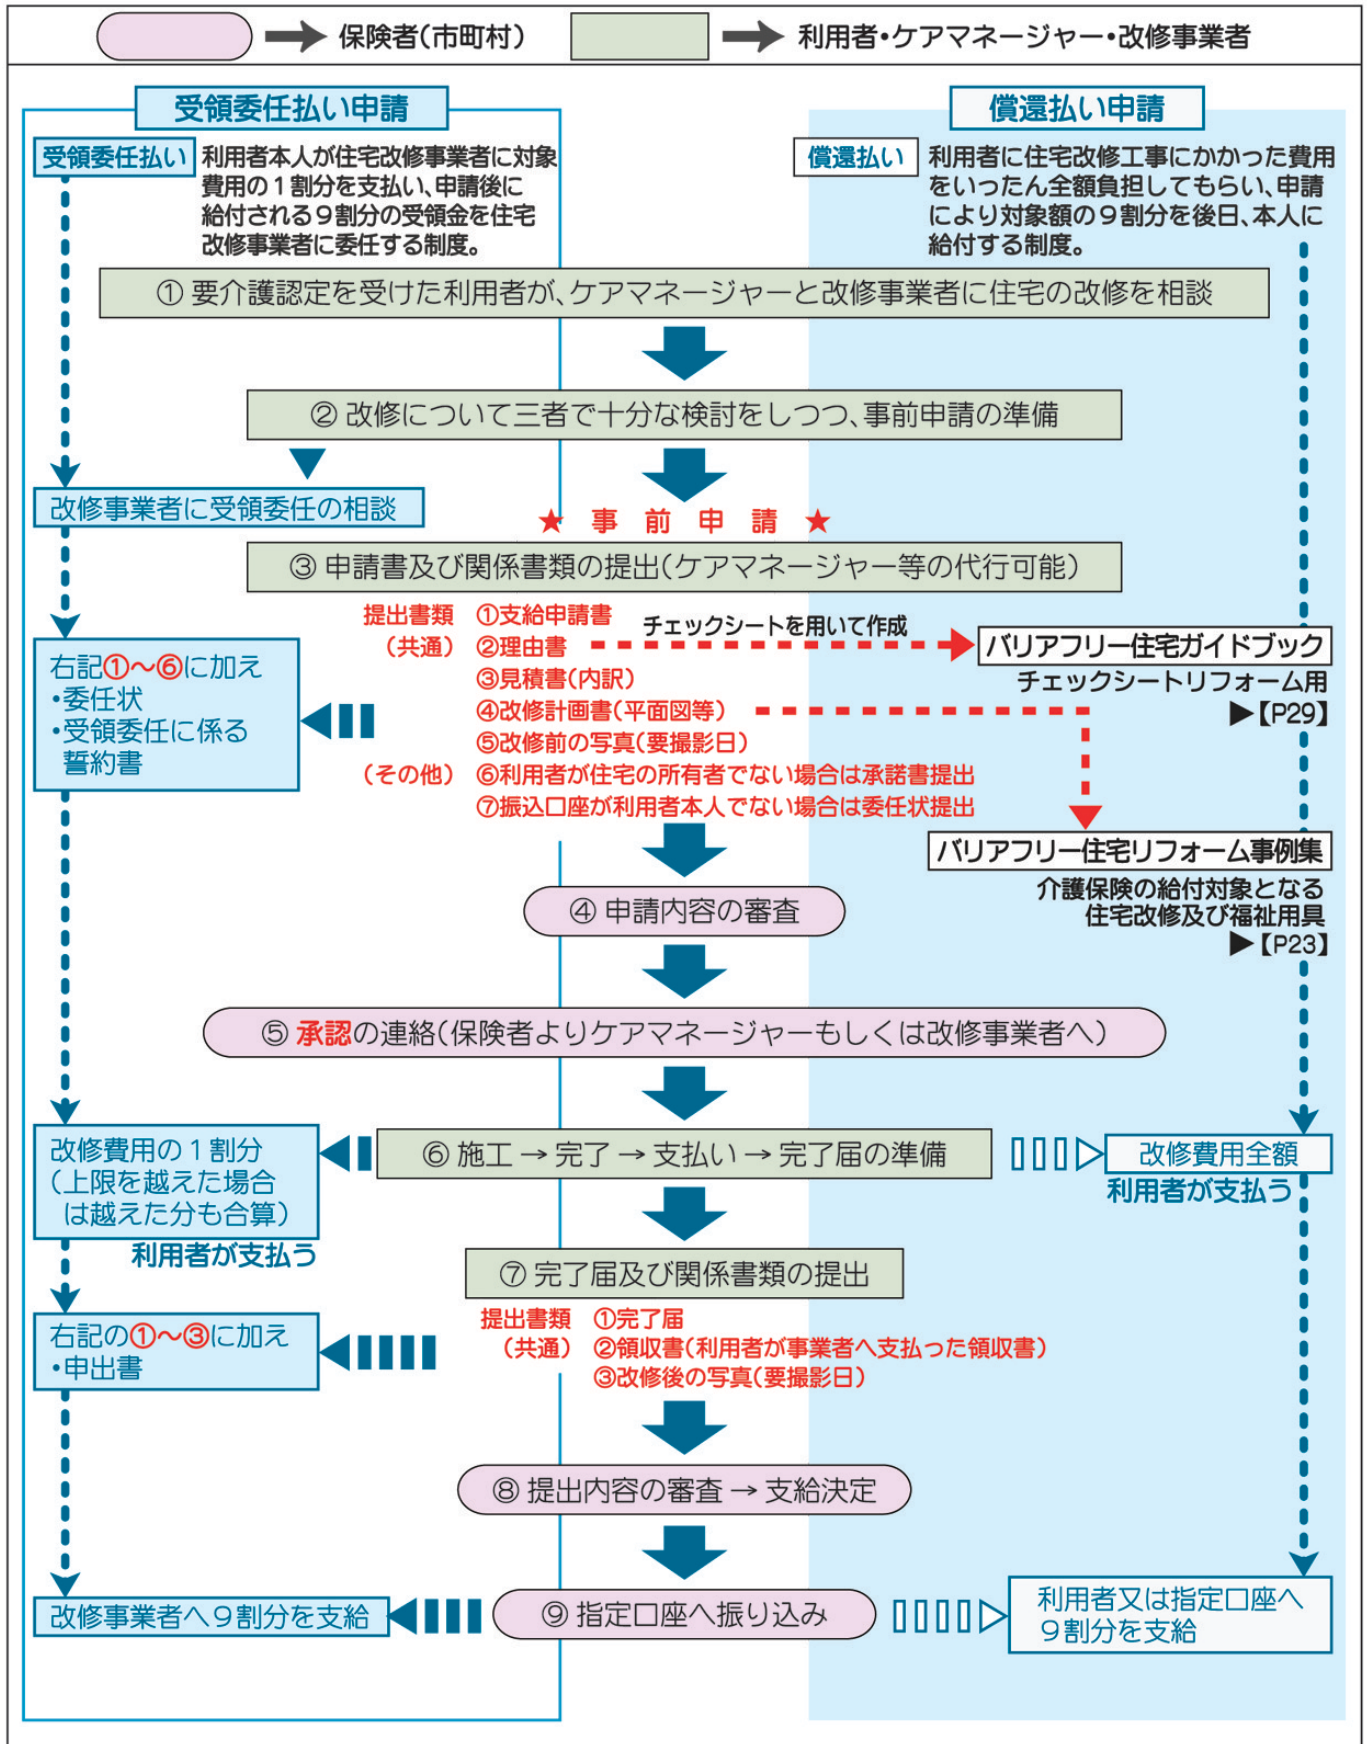 保険者(市町村)
利用者・ケアマネージャー・改修事業者
受領委任払い申請
償還払い申請
受領委任払い
利用者本人が住宅改修事業者に対象
費用の1割分を支払い、申請後に
給付される9割分の受領金を住宅
改修事業者に委任する制度。
償還払い
利用者に住宅改修工事にかかった費用
をいったん全額負担してもらい、申請
により対象額の9割分を後日、本人に
給付する制度。
① 要介護認定を受けた利用者が、ケアマネージャーと改修事業者に住宅の改修を相談
② 改修について三者で十分な検討をしつつ、事前申請の準備
改修事業者に受領委任の相談
★ 事 前 申 請 ★
③ 申請書及び関係書類の提出(ケアマネージャー等の代行可能)
提出書類 ①支給申請書
(共通) ②理由書
チェックシートを用いて作成
③見積書(内訳)
④改修計画書(平面図等)
⑤改修前の写真(要撮影日)
(その他) ⑥利用者が住宅の所有者でない場合は承諾書提出
⑦振込口座が利用者本人でない場合は委任状提出
バリアフリー住宅ガイドブック
チェックシートリフォーム用
▶【P29】
右記①~⑥に加え
・委任状
・受領委任に係る
誓約書
バリアフリー住宅リフォーム事例集
介護保険の給付対象となる
住宅改修及び福祉用具
▶【P23】
④ 申請内容の審査
⑤ 承認の連絡(保険者よりケアマネージャーもしくは改修事業者へ)
⑥ 施工 → 完了 → 支払い → 完了届の準備
改修費用の1割分
(上限を越えた場合
は越えた分も合算)
利用者が支払う
改修費用全額
利用者が支払う
⑦ 完了届及び関係書類の提出
提出書類 ①完了届
(共通) ②領収書(利用者が事業者へ支払った領収書)
③改修後の写真(要撮影日)
右記の①~③に加え
・申出書
⑧ 提出内容の審査 → 支給決定
⑨ 指定口座へ振り込み
改修事業者へ9割分を支給
利用者又は指定口座へ
9割分を支給